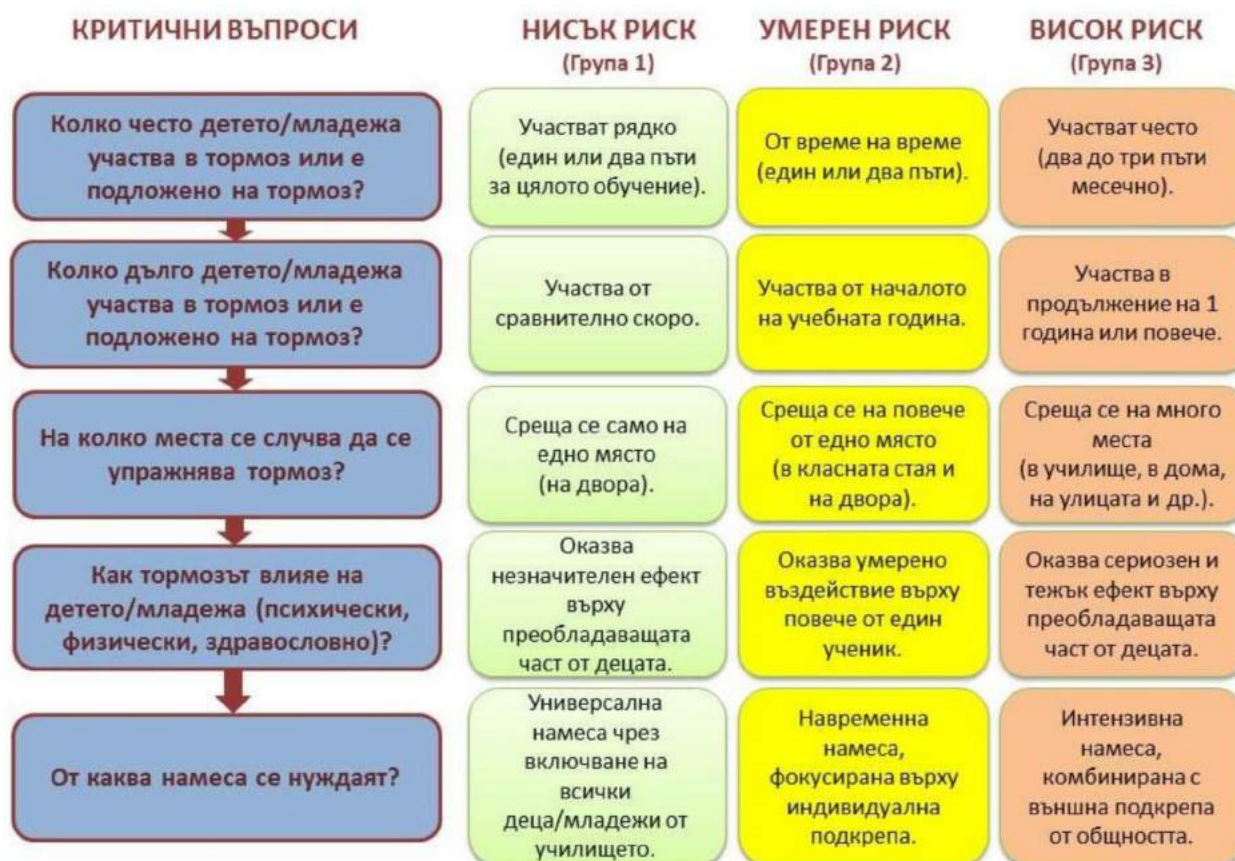 КРИТИЧНИ ВЪПРОСИ
НИСЪК РИСК
(Група 1)
УМЕРЕН РИСК
(Група 2)
ВИСОК РИСК
(Група 3)
Колко често детето/младежа
участва в тормоз или е
подложено на тормоз?
Участват рядко
(един или два пъти
за цялото обучение).
От време на време
(един или два пъти).
Участват често
(два до три пъти
месечно).
Колко дълго детето/младежа
участва в тормоз или е
подложено на тормоз?
Участва от
сравнително скоро.
Участва от началото
на учебната година.
Участва в
продължение на 1
година или повече.
На колко места се случва да се
упражнява тормоз?
Среща се само на
едно място
(на двора).
Среща се на повече
от едно място
(в класната стая и
на двора).
Среща се на много
места
(в училище, в дома,
на улицата и др.).
Как тормозът влияе на
детето/младежа (психически,
физически, здравословно)?
Оказва
незначителен ефект
върху
преобладаващата
част от децата.
Оказва умерено
въздействие върху
повече от един
ученик.
Оказва сериозен и
тежък ефект върху
преобладаващата
част от децата.
От каква намеса се нуждаят?
Универсална
намеса чрез
включване на
всички
деца/младежи от
училището.
Навременна
намеса,
фокусирана върху
индивидуална
подкрепа.
Интензивна
намеса,
комбинирана с
външна подкрепа
от общността.